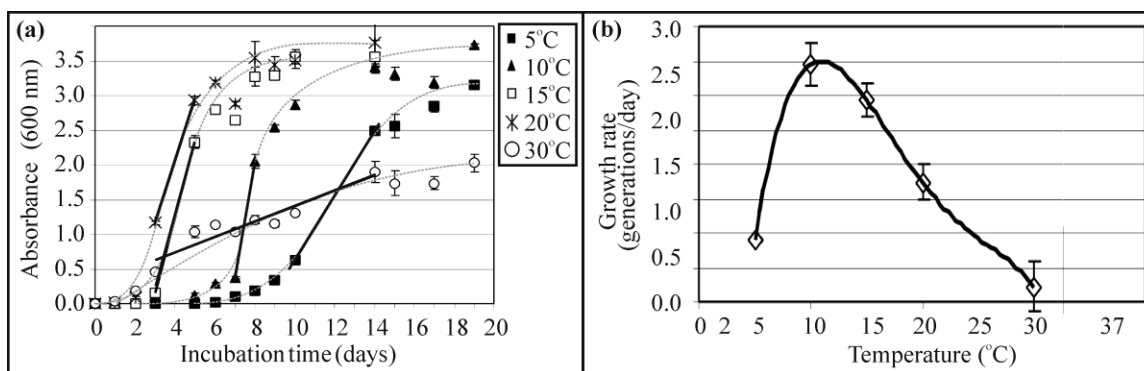 (a)
Absorbance (600 nm)
3.5
3.0
2.5
2.0
1.5
1.0
0.5
0.0
0 2 4 6 8 10 12 14 16 18 20
Incubation time (days)
5°C
10°C
15°C
20°C
30°C
(b)
Growth rate
(generations/day)
3.0
2.5
2.0
1.5
1.0
0.5
0.0
0 2 5 10 15 20 30 37
Temperature (°C)